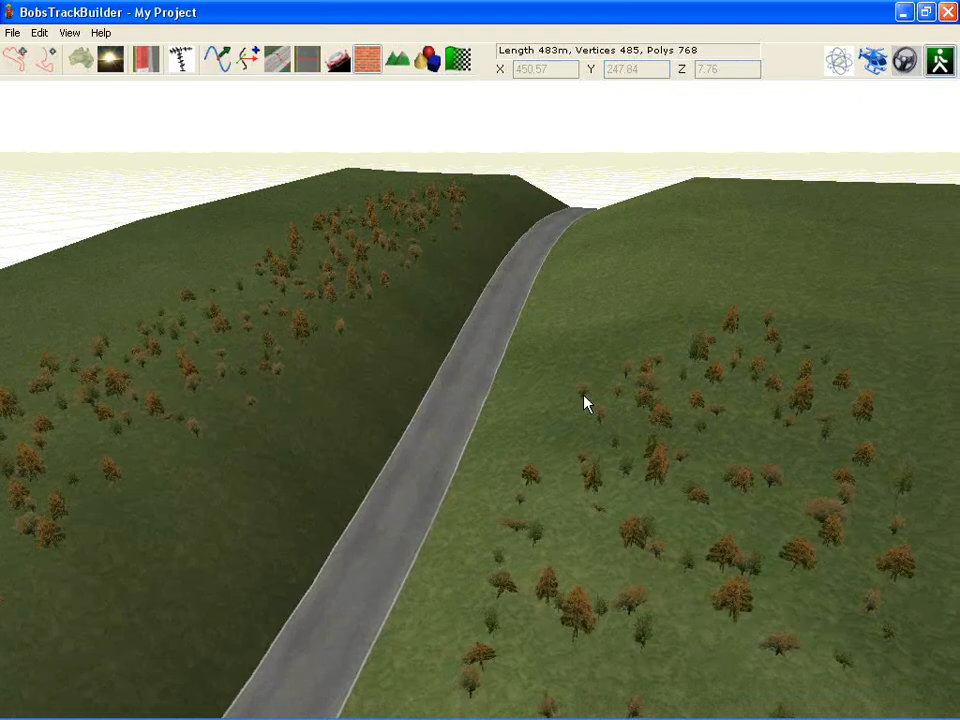 BobsTrackBuilder - My Project
File Edit View Help
Length 483m, Vertices 485, Polys 768
X 450.57 Y 247.84 Z 7.76